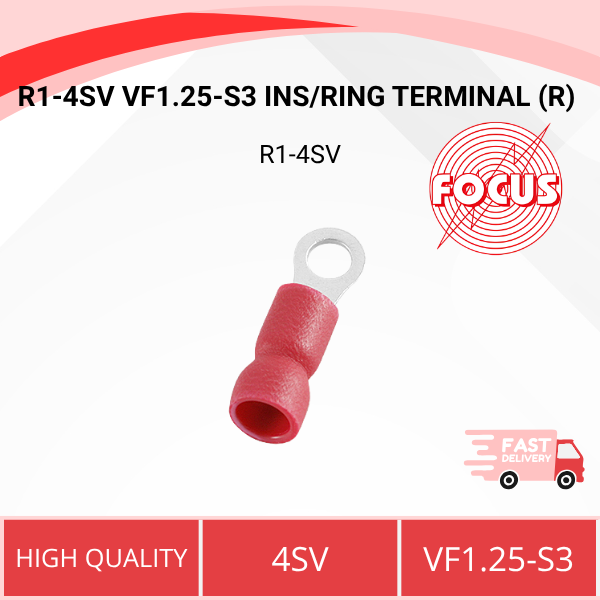 R1-4SV VF1.25-S3 INS/RING TERMINAL (R)
R1-4SV
FOCUS
FAST
DELIVERY
HIGH QUALITY
4SV
VF1.25-S3